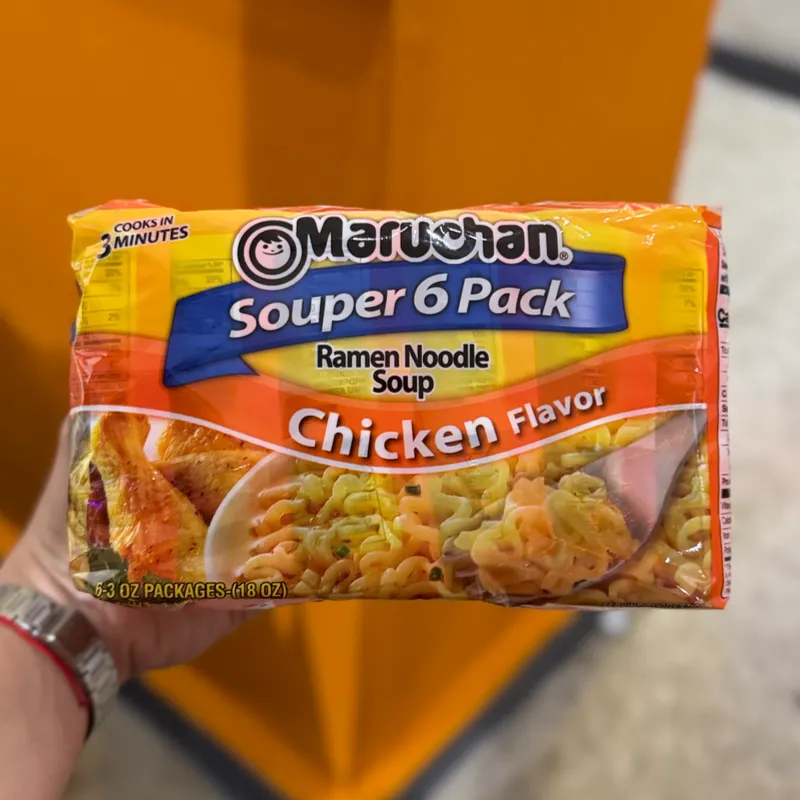 COOKS IN
3 MINUTES
Maruchan®
Souper 6 Pack
Ramen Noodle
Soup
Chicken Flavor
6-3 OZ PACKAGES-(18 OZ)